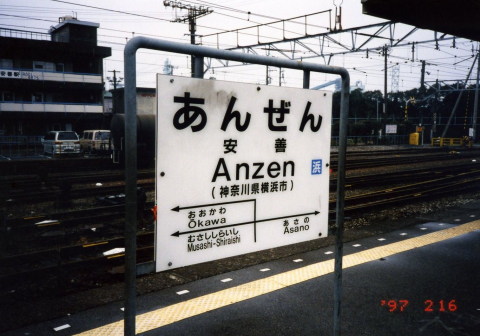 あんぜん
安善
Anzen
浜
(神奈川県横浜市)
おおかわ
Ōkawa
むさししらいし
Musashi-Shiraishi
あさの
Asano
'97 2 16